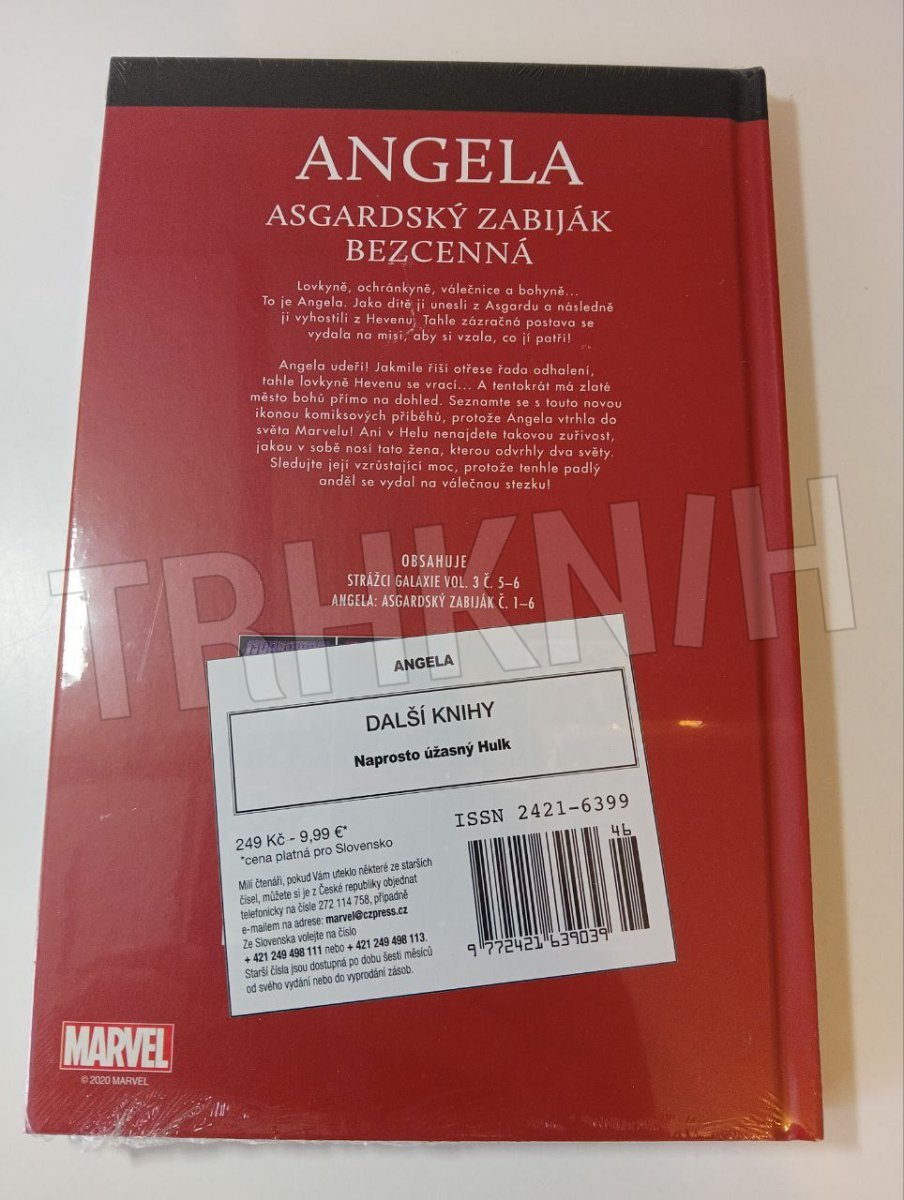 ANGELA
ASGARDSKÝ ZABIJÁK
BEZCENNÁ
Lovkyně, ochránkyně, válečnice a bohyně...
To je Angela. Jako dítě ji unesli z Asgardu a následně
ji vyhostili z Hevenu. Tahle zázračná postava se
vydala na misi, aby si vzala, co jí patří!
Angela udeří! Jakmile říší otřese řada odhalení,
tahle lovkyně Hevenu se vrací... A tentokrát má zlaté
město bohů přímo na dohled. Seznamte se s touto novou
ikonou komiksových příběhů, protože Angela vtrhla do
světa Marvelu! Ani v Helu nenajdete takovou zuřivost,
jakou v sobě nosí tato žena, kterou odvrhly dva světy.
Sledujte její vzrůstající moc, protože tenhle padlý
anděl se vydal na válečnou stezku!
OBSAHUJE
STRÁŽCI GALAXIE VOL. 3 Č. 5–6
ANGELA: ASGARDSKÝ ZABIJÁK Č. 1–6
TRHKNIH
ANGELA
DALŠÍ KNIHY
Naprosto úžasný Hulk
249 Kč - 9,99 €*
*cena platná pro Slovensko
Milí čtenáři, pokud Vám uteklo některé ze starších
čísel, můžete si je z České republiky objednat
telefonicky na čísle 272 114 758, případně
e-mailem na adrese: marvel@czpress.cz
Ze Slovenska volejte na číslo
+ 421 249 498 111 nebo + 421 249 498 113.
Starší čísla jsou dostupná po dobu šesti měsíců
od svého vydání nebo do vyprodání zásob.
ISSN 2421-6399
46
9 772421 639039
MARVEL
© 2020 MARVEL